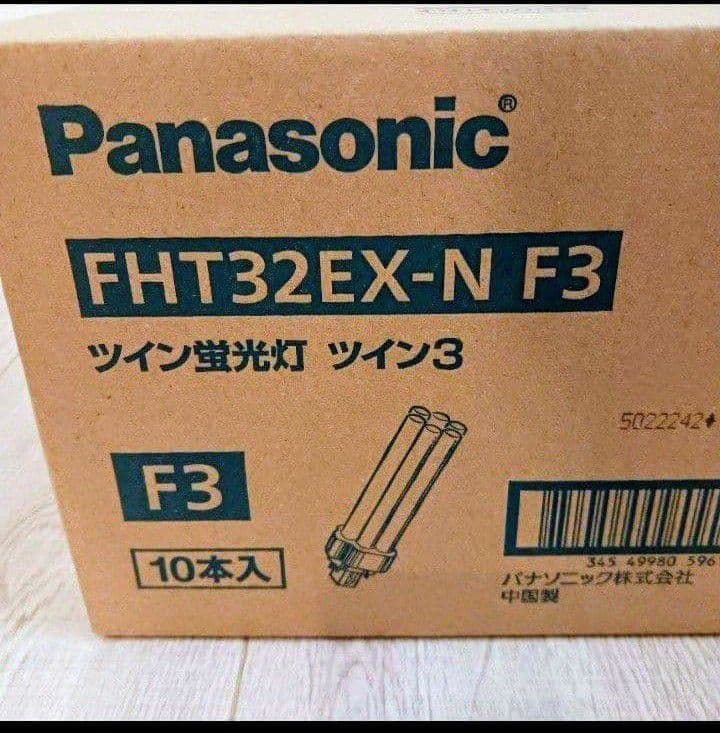 Panasonic®
FHT32EX-N F3
ツイン蛍光灯 ツイン3
5022242
F3
10本入
345 49980 596
パナソニック株式会社
中国製